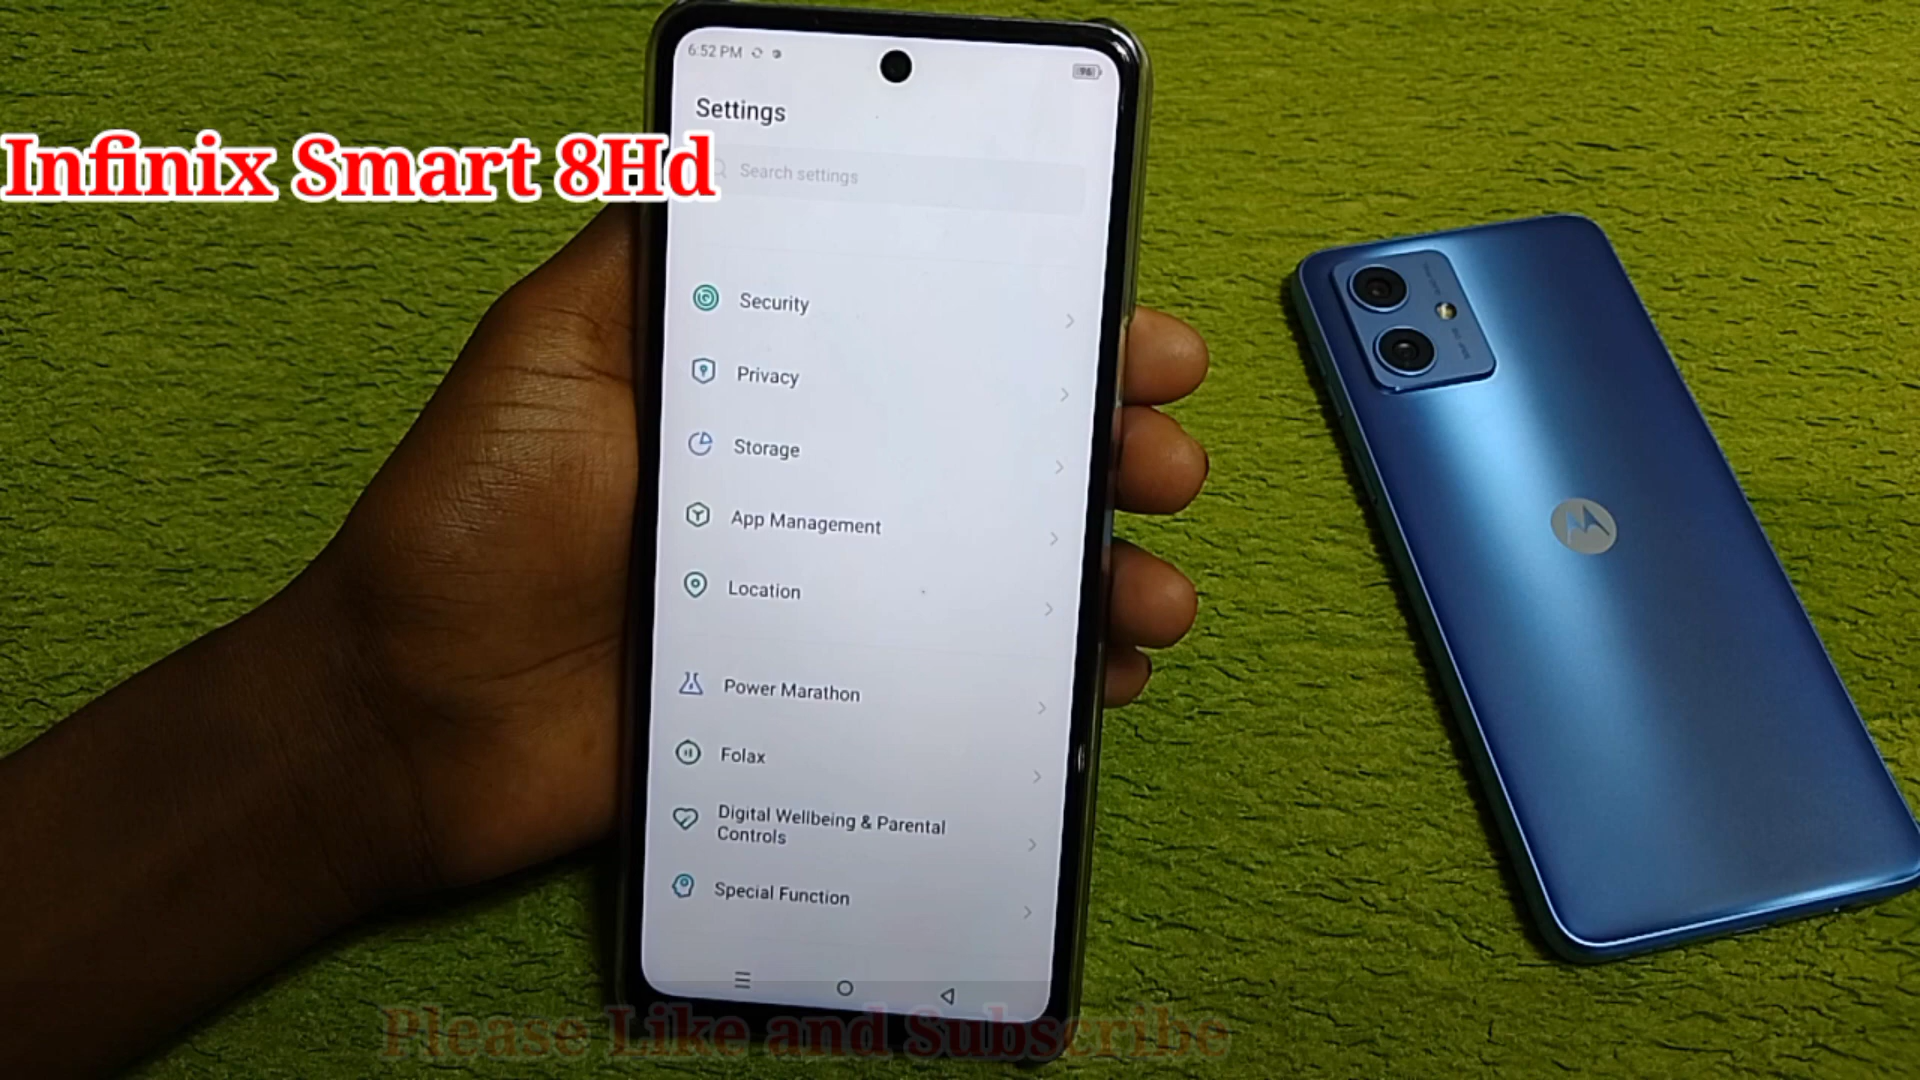 6:52 PM
96
Settings
Infinix Smart 8Hd
Search settings
Security
Privacy
Storage
App Management
Location
Power Marathon
Folax
Digital Wellbeing & Parental
Controls
Special Function
Please Like and Subscribe